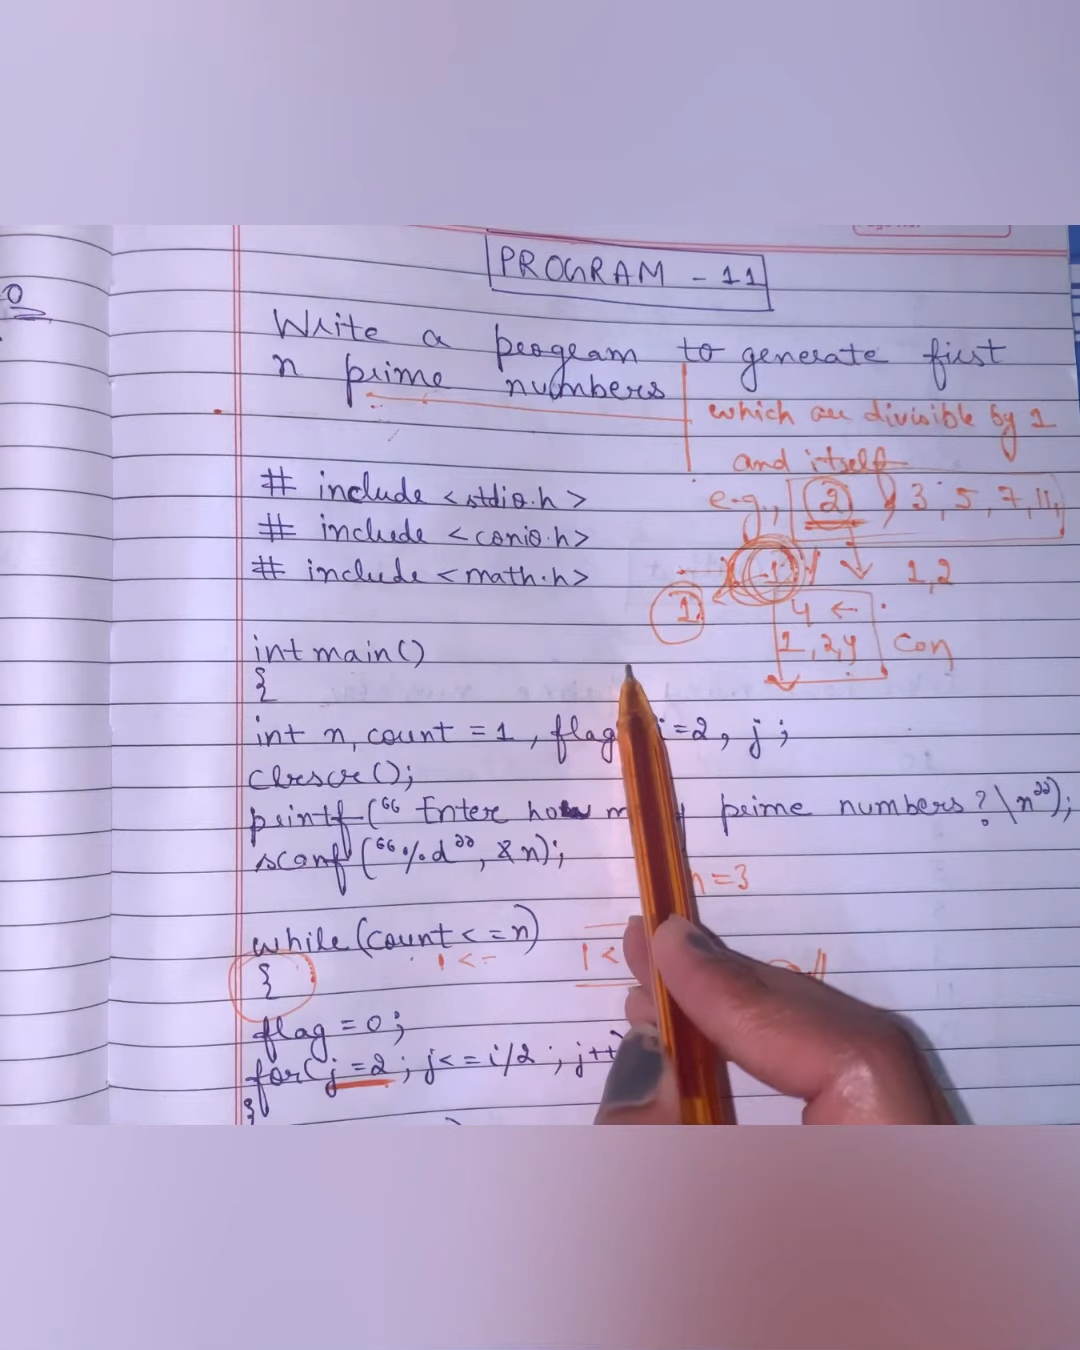 PROGRAM - 11
Write a program to generate first
n prime numbers
which are divisible by 1
and itself
e.g., 2, 3, 5, 7, 11,
1, 2
1
4 ←
1, 2, 4
Con
# include <stdio.h>
# include <conio.h>
# include <math.h>
int main()
{
int n, count = 1, flag i=2, j;
clrscr();
printf("Enter how prime numbers? \n");
scanf("%d", &n);
n=3
while(count <= n)
1 <= 1 <
{
flag = 0;
for(j=2; j<=i/2; j++)
{